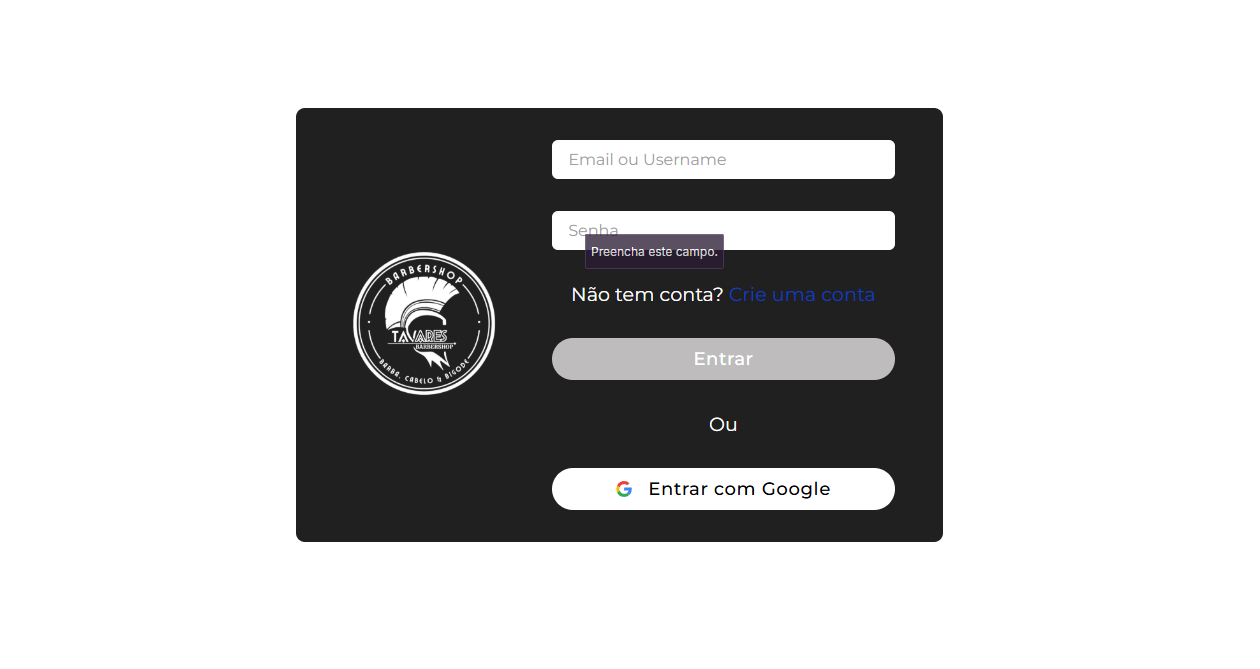 Email ou Username
Senha
Preencha este campo.
BARBERSHOP
TAVARES
BARBERSHOP
BARBA, CABELO & BIGODE
Não tem conta? Crie uma conta
Entrar
Ou
Entrar com Google